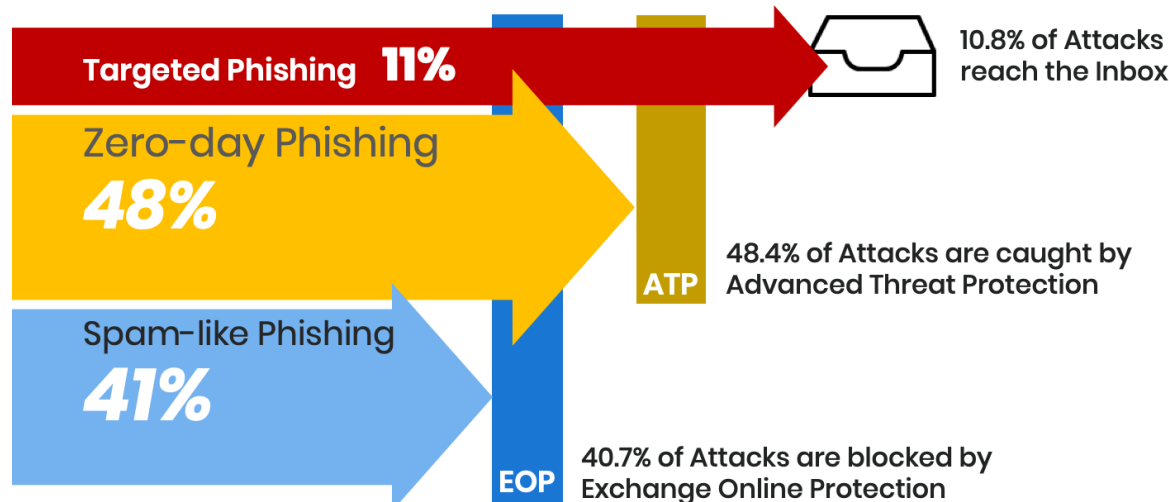 Targeted Phishing 11%
10.8% of Attacks
reach the Inbox
Zero-day Phishing
48%
48.4% of Attacks are caught by
Advanced Threat Protection
ATP
Spam-like Phishing
41%
40.7% of Attacks are blocked by
Exchange Online Protection
EOP